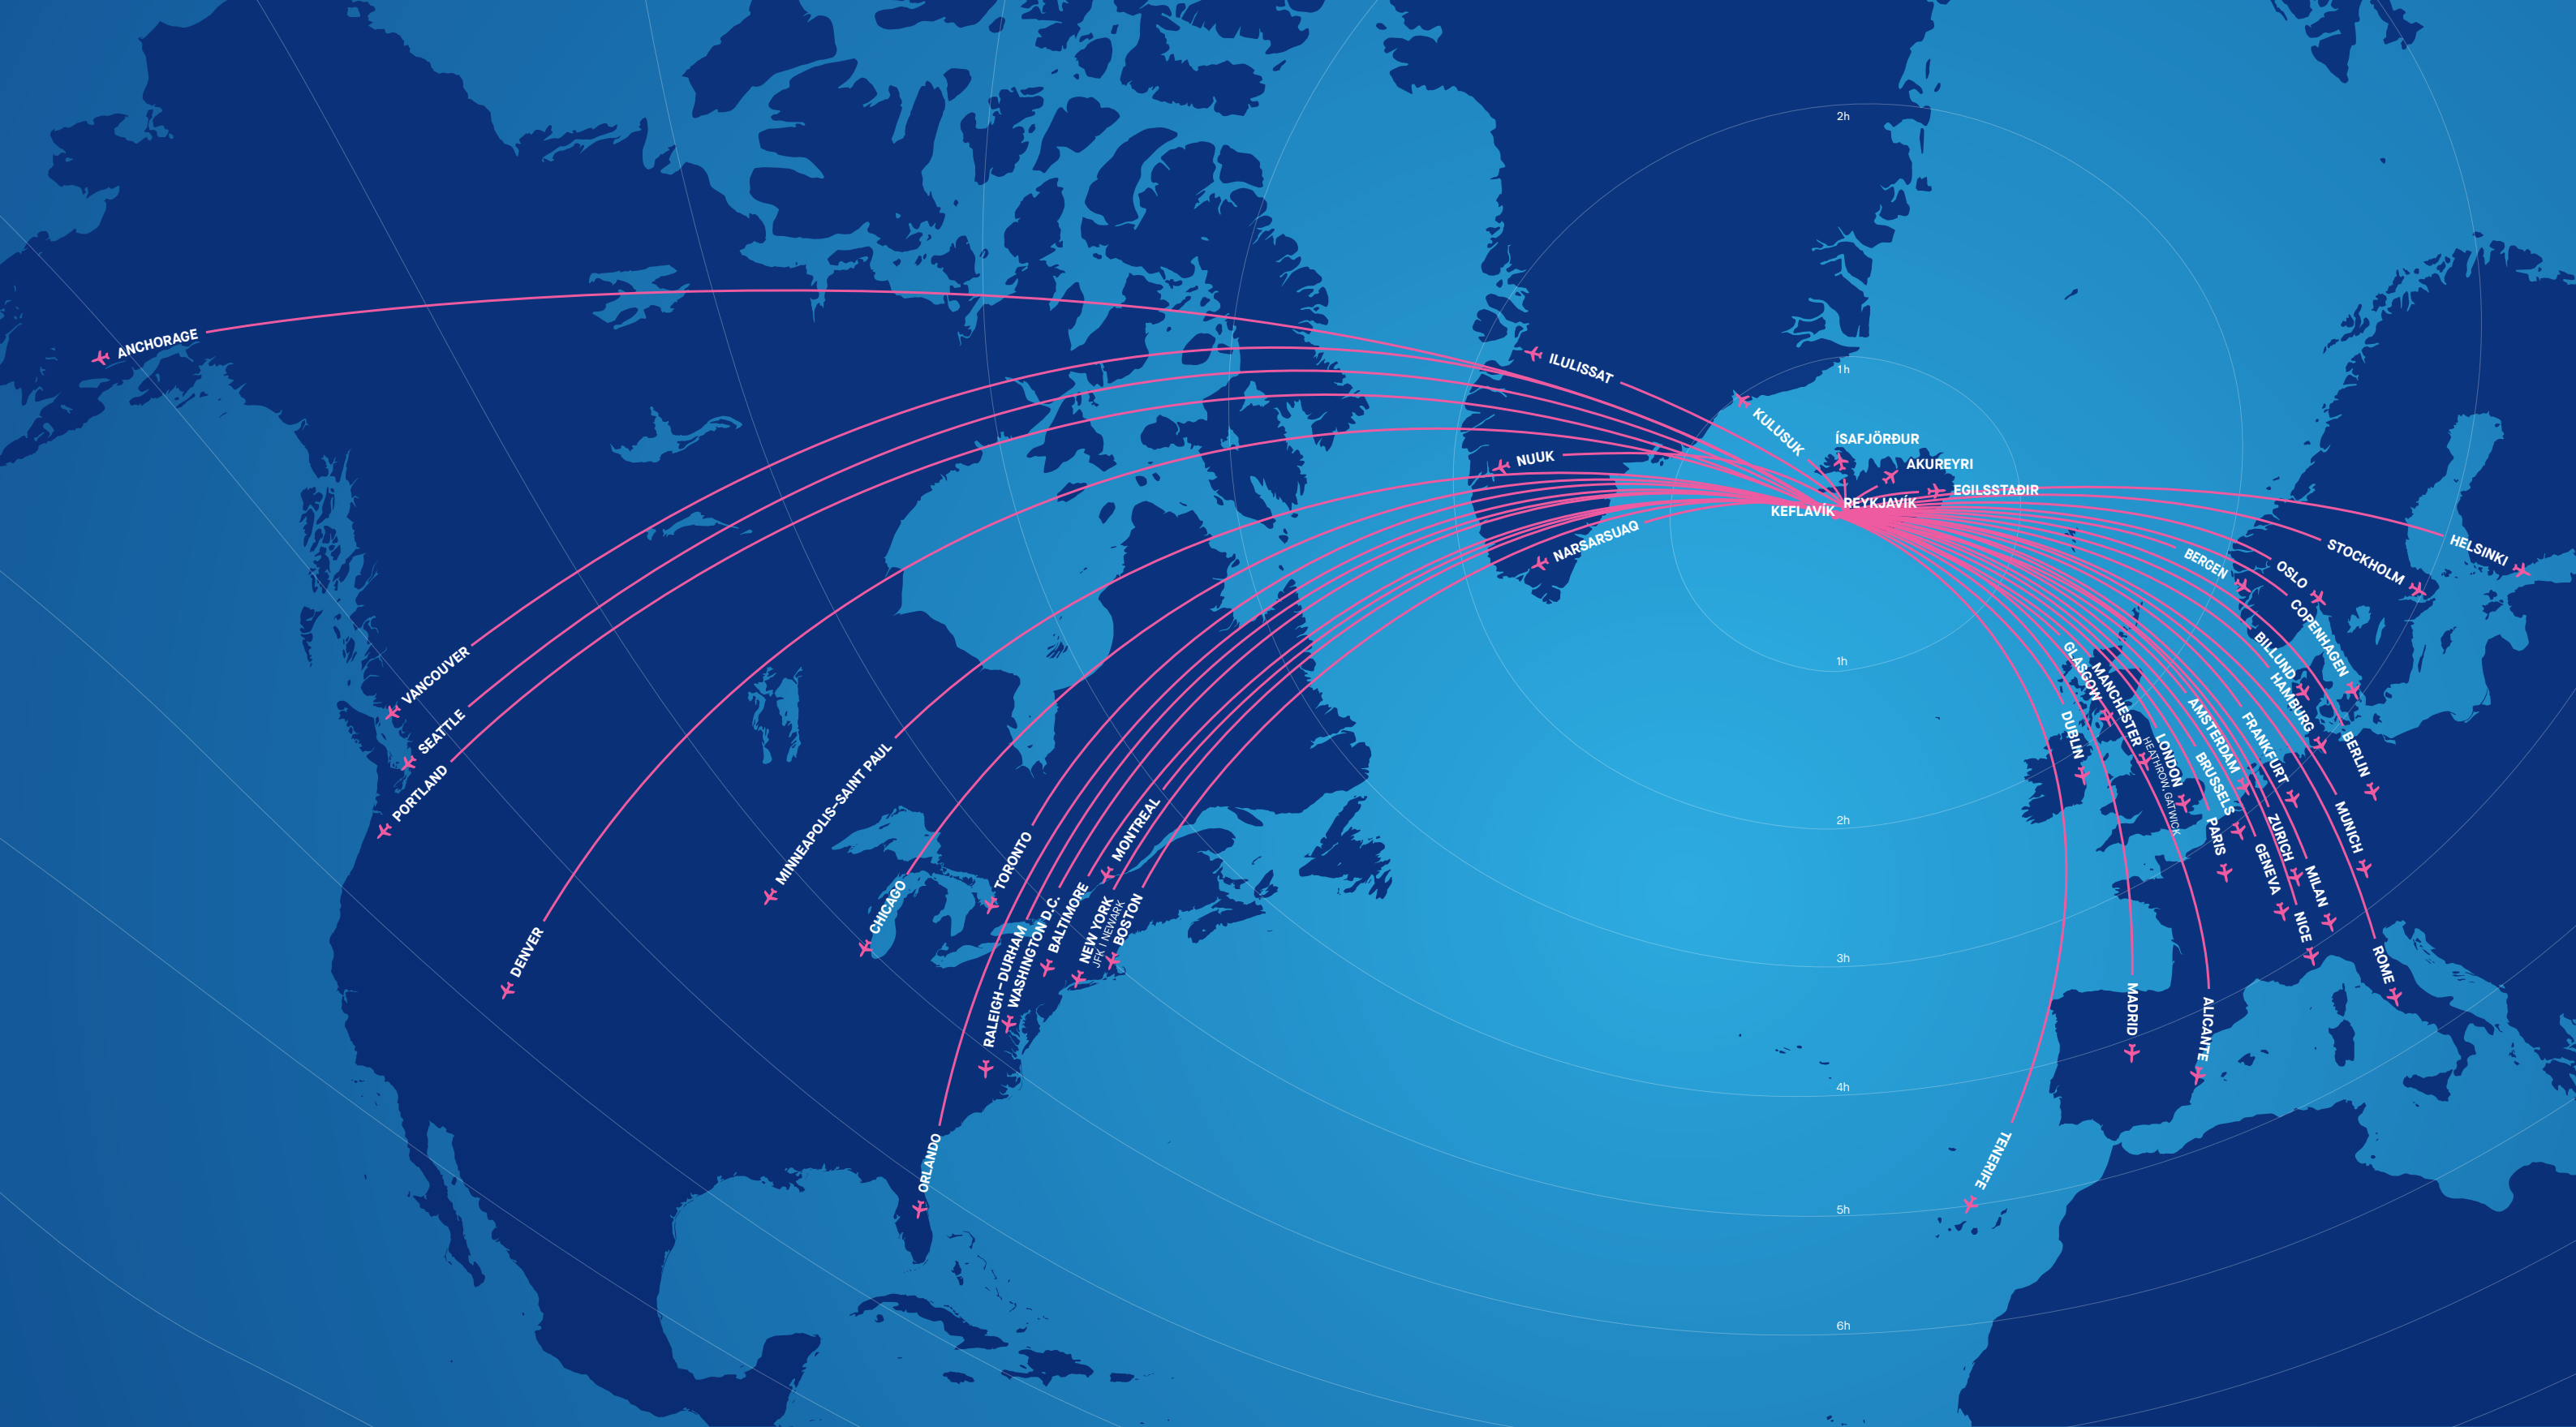 2h
1h
ANCHORAGE
ILULISSAT
KULUSUK
ÍSAFJÖRÐUR
NUUK
AKUREYRI
EGILSSTAÐIR
REYKJAVÍK
KEFLAVÍK
NARSARSUAQ
HELSINKI
STOCKHOLM
BERGEN
OSLO
COPENHAGEN
BILLUND
HAMBURG
1h
VANCOUVER
SEATTLE
PORTLAND
GLASGOW
MANCHESTER
DUBLIN
LONDON
HEATHROW, GATWICK
AMSTERDAM
BRUSSELS
FRANKFURT
BERLIN
MINNEAPOLIS–SAINT PAUL
2h
PARIS
GENEVA
ZURICH
MILAN
MUNICH
CHICAGO
TORONTO
MONTREAL
DENVER
RALEIGH–DURHAM
WASHINGTON D.C.
BALTIMORE
NEW YORK
JFK | NEWARK
BOSTON
3h
NICE
ROME
MADRID
ALICANTE
4h
ORLANDO
TENERIFE
5h
6h